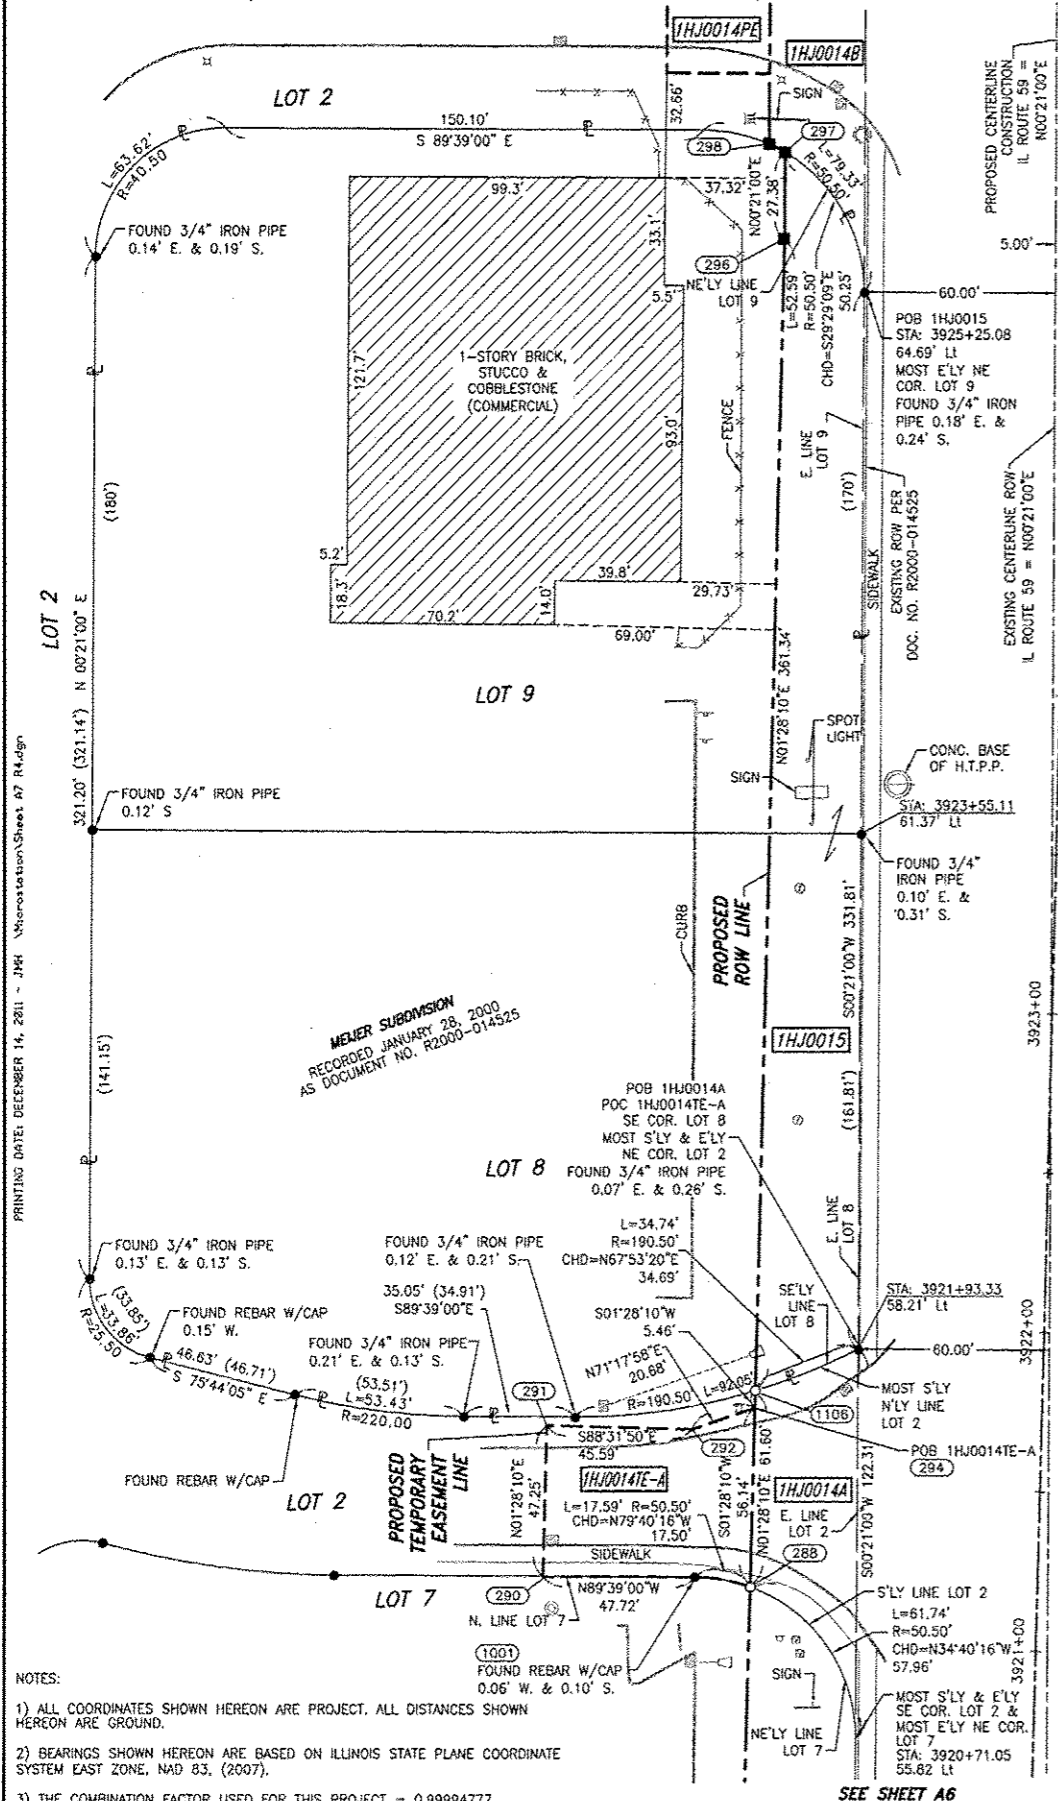 1HJ0014PE
1HJ0014B
PROPOSED CENTERLINE
CONSTRUCTION
IL ROUTE 59 =
N00°21'00"E
LOT 2
SIGN
32.66'
150.10'
S 89°39'00" E
L=63.62'
R=40.50
298
297
L=79.33'
R=50.50'
99.3'
37.32'
N00°21'00"E
27.38'
33.1'
FOUND 3/4" IRON PIPE
0.14' E. & 0.19' S.
5.00'
296
NE'LY LINE
LOT 9
5.5'
L=52.59'
R=50.50'
CHD=S29°29'09"E
50.25'
60.00'
POB 1HJ0015
STA: 3925+25.08
64.69' Lt
MOST E'LY NE
COR. LOT 9
FOUND 3/4" IRON
PIPE 0.18' E. &
0.24' S.
1-STORY BRICK,
STUCCO &
COBBLESTONE
(COMMERCIAL)
121.7'
93.0'
FENCE
E. LINE
LOT 9
(170')
(180')
SIDEWALK
EXISTING ROW PER
DOC. NO. R2000-014525
EXISTING CENTERLINE ROW
IL ROUTE 59 = N00°21'00"E
5.2'
18.3'
39.8'
14.0'
29.73'
70.2'
69.00'
LOT 2
321.20' (321.14') N 00°21'00" E
LOT 9
N01°28'10"E 361.34'
SPOT
LIGHT
SIGN
CONC. BASE
OF H.T.P.P.
FOUND 3/4" IRON PIPE
0.12' S
STA: 3923+55.11
61.37' Lt
FOUND 3/4"
IRON PIPE
0.10' E. &
0.31' S.
CURB
PROPOSED
ROW LINE
S00°21'00"W 331.81'
PRINTING DATE: DECEMBER 14, 2011 ~ JMH \Microstation\Sheet A7 R4.dgn
MEIJER SUBDIVISION
RECORDED JANUARY 28, 2000
AS DOCUMENT NO. R2000-014525
3923+00
1HJ0015
(141.15')
(161.81')
POB 1HJ0014A
POC 1HJ0014TE-A
SE COR. LOT 8
MOST S'LY & E'LY
NE COR. LOT 2
FOUND 3/4" IRON PIPE
0.07' E. & 0.26' S.
LOT 8
E. LINE
LOT 8
L=34.74'
R=190.50'
CHD=N67°53'20"E
34.69'
FOUND 3/4" IRON PIPE
0.13' E. & 0.13' S.
FOUND 3/4" IRON PIPE
0.12' E. & 0.21' S.
35.05' (34.91')
S89°39'00"E
STA: 3921+93.33
58.21' Lt
SE'LY
LINE
LOT 8
S01°28'10"W
5.46'
(33.85')
L=33.86'
R=25.50
FOUND REBAR W/CAP
0.15' W.
FOUND 3/4" IRON PIPE
0.21' E. & 0.13' S.
60.00'
3922+00
N71°17'58"E
20.68'
46.63' (46.71')
S 75°44'05" E
(53.51')
L=53.43'
R=220.00
291
R=190.50' L=92.05'
MOST S'LY
N'LY LINE
LOT 2
1106
S88°31'50"E
45.59'
292
POB 1HJ0014TE-A
294
FOUND REBAR W/CAP
PROPOSED
TEMPORARY
EASEMENT
LINE
N01°28'10"E
47.25'
1HJ0014TE-A
S01°28'10"W
56.14'
N01°28'10"E 61.60'
1HJ0014A
L=17.59' R=50.50'
CHD=N79°40'16"W
17.50'
E. LINE
LOT 2
S00°21'00"W 122.31'
LOT 2
SIDEWALK
288
S'LY LINE LOT 2
L=61.74'
R=50.50'
CHD=N34°40'16"W
57.96'
LOT 7
290
N89°39'00"W
47.72'
N. LINE LOT 7
1001
FOUND REBAR W/CAP
0.06' W. & 0.10' S.
3921+00
SIGN
NE'LY LINE
LOT 7
MOST S'LY & E'LY
SE COR. LOT 2 &
MOST E'LY NE COR.
LOT 7
STA: 3920+71.05
55.82 Lt
NOTES:
1) ALL COORDINATES SHOWN HEREON ARE PROJECT. ALL DISTANCES SHOWN
HEREON ARE GROUND.
2) BEARINGS SHOWN HEREON ARE BASED ON ILLINOIS STATE PLANE COORDINATE
SYSTEM EAST ZONE, NAD 83, (2007).
3) THE COMBINATION FACTOR USED FOR THIS PROJECT = 0.99994777
SEE SHEET A6